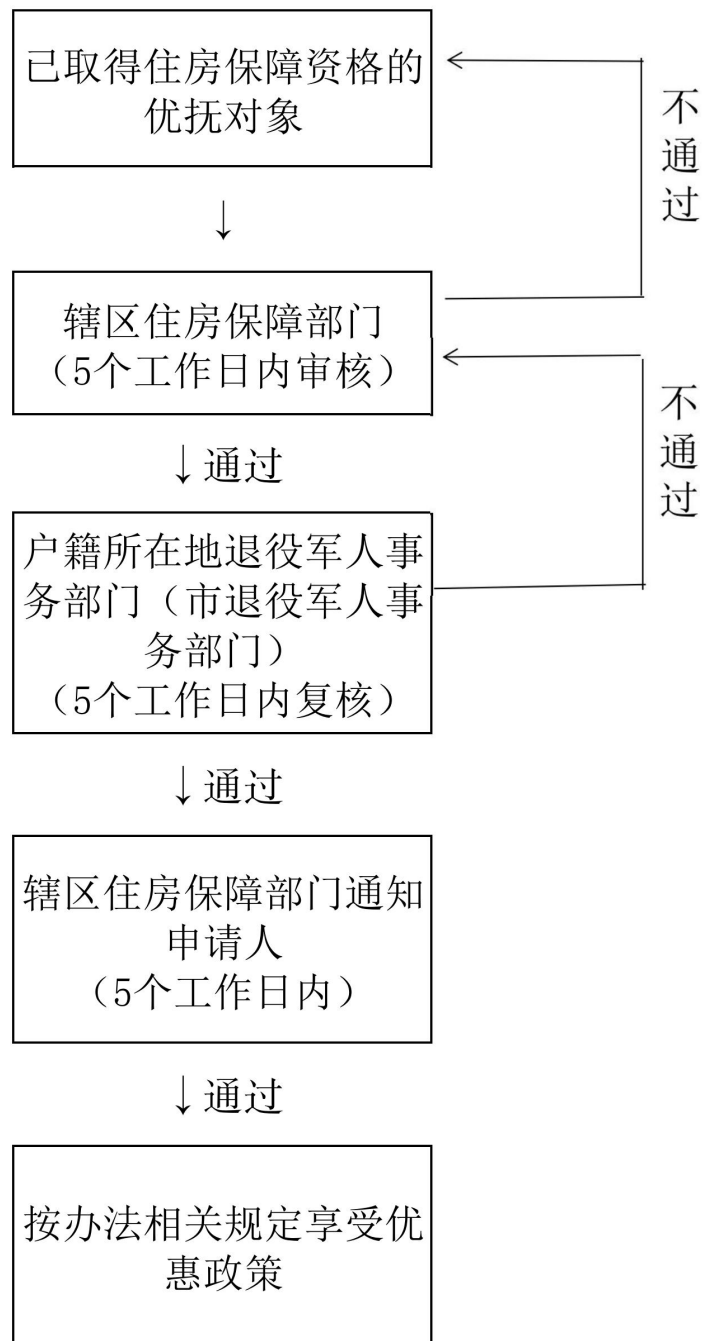 已取得住房保障资格的
优抚对象
不通过
↓
辖区住房保障部门
（5个工作日内审核）
不通过
↓通过
户籍所在地退役军人事
务部门（市退役军人事
务部门）
（5个工作日内复核）
↓通过
辖区住房保障部门通知
申请人
（5个工作日内）
↓通过
按办法相关规定享受优
惠政策